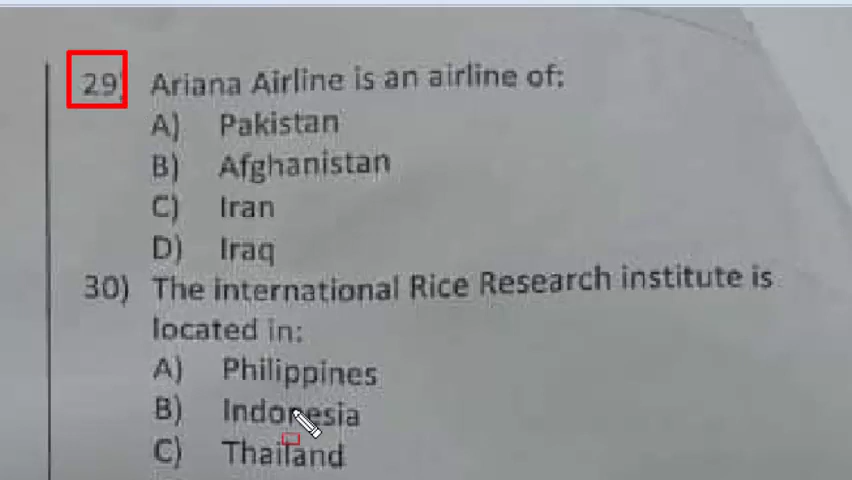 29) Ariana Airline is an airline of:
A) Pakistan
B) Afghanistan
C) Iran
D) Iraq
30) The international Rice Research institute is
located in:
A) Philippines
B) Indonesia
C) Thailand